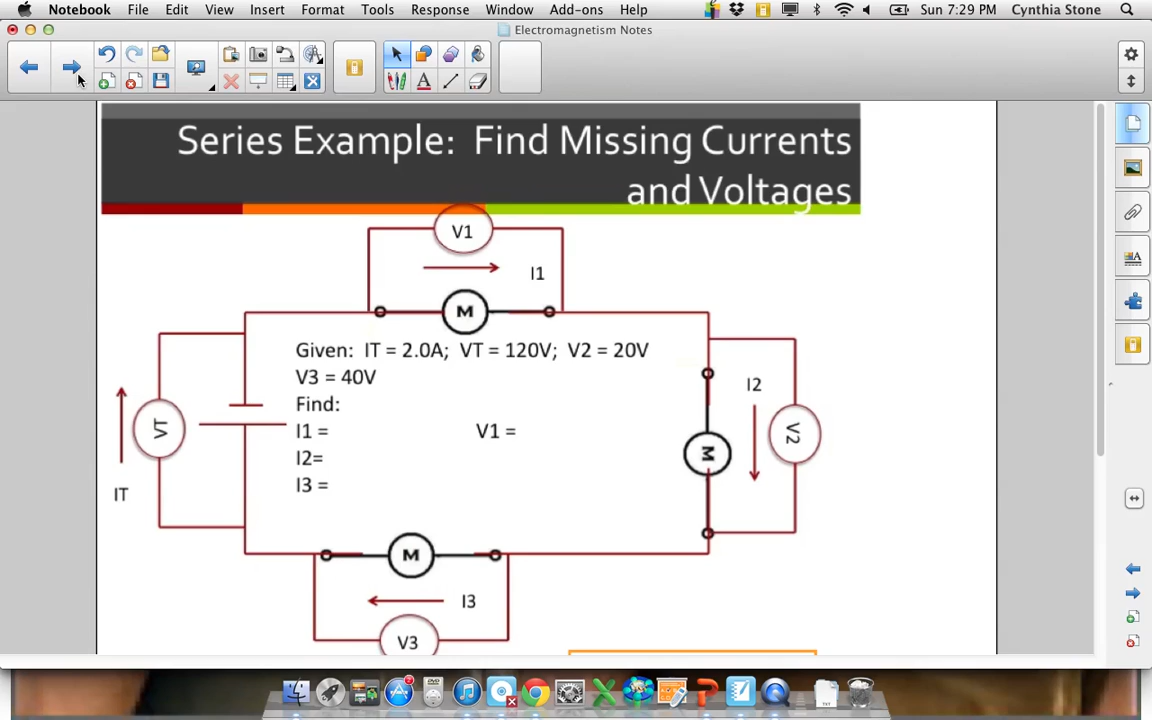 Notebook File Edit View Insert Format Tools Response Window Add-ons Help Sun 7:29 PM Cynthia Stone
Electromagnetism Notes
Series Example: Find Missing Currents
and Voltages
V1
I1
M
Given: IT = 2.0A; VT = 120V; V2 = 20V
V3 = 40V
Find:
I1 = V1 =
I2=
I3 =
I2
VT
V2
M
IT
M
I3
V3